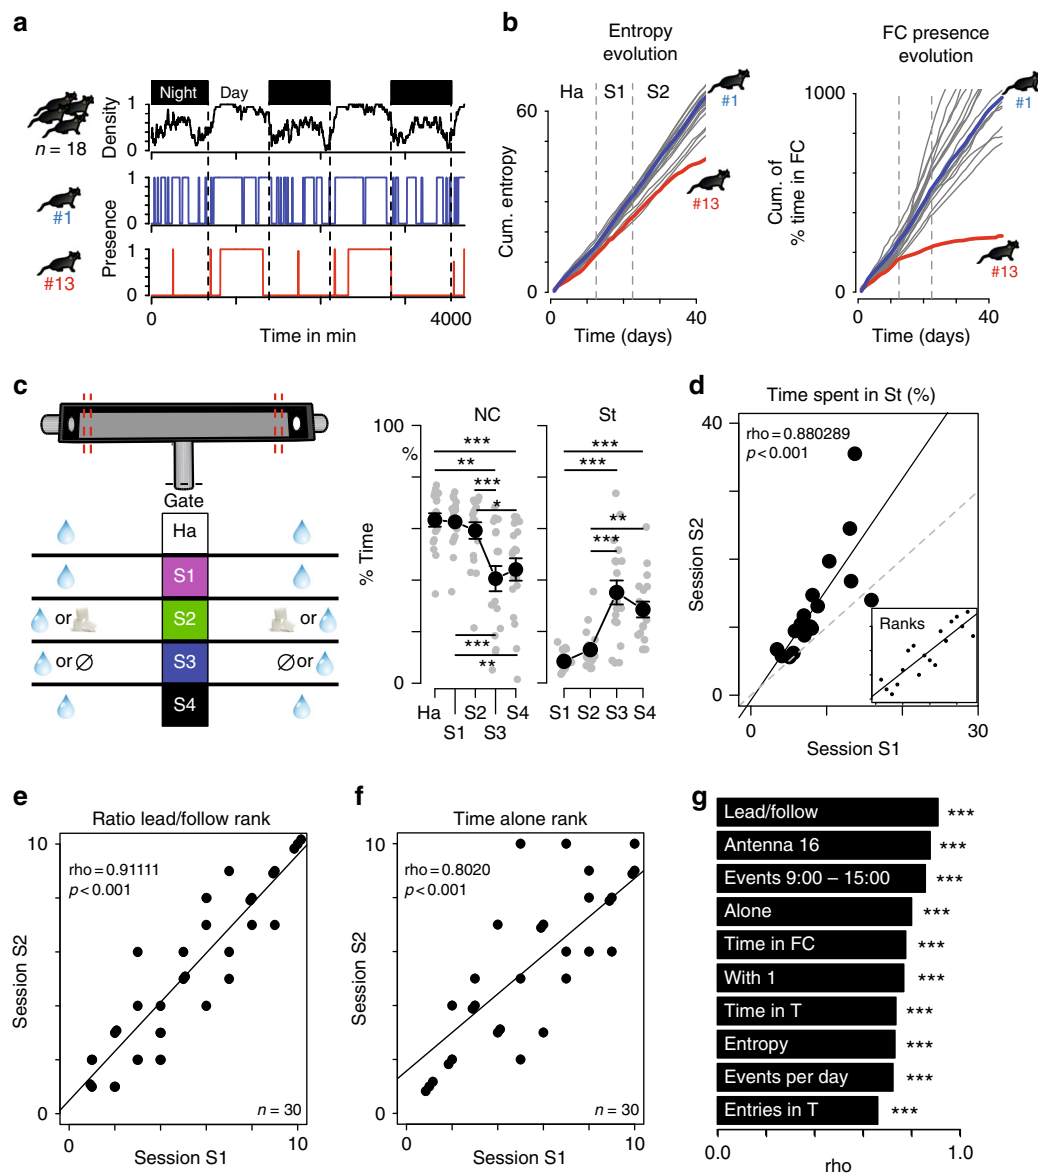 a
Night Day
Density
1
0
n = 18
Presence
1
0
#1
1
0
#13
0 4000
Time in min
b
Entropy
evolution
Ha S1 S2
#1
#13
60
0
Cum. entropy
0 40
Time (days)
FC presence
evolution
#1
#13
1000
0
Cum. of
% time in FC
0 40
Time (days)
c
Gate
Ha
S1
or S2 or
or Ø S3 Ø or
S4
NC St
100
%
% Time
0
*** ***
** ***
***
* **
*** ***
***
**
Ha S1 S2 S3 S4
S1 S2 S3 S4
d
Time spent in St (%)
rho = 0.880289
p < 0.001
40
0
Session S2
Ranks
0 30
Session S1
e
Ratio lead/follow rank
rho = 0.91111
p < 0.001
10
0
Session S2
n = 30
0 10
Session S1
f
Time alone rank
rho = 0.8020
p < 0.001
10
0
Session S2
n = 30
0 10
Session S1
g
Lead/follow ***
Antenna 16 ***
Events 9:00 – 15:00 ***
Alone ***
Time in FC ***
With 1 ***
Time in T ***
Entropy ***
Events per day ***
Entries in T ***
0.0 1.0
rho